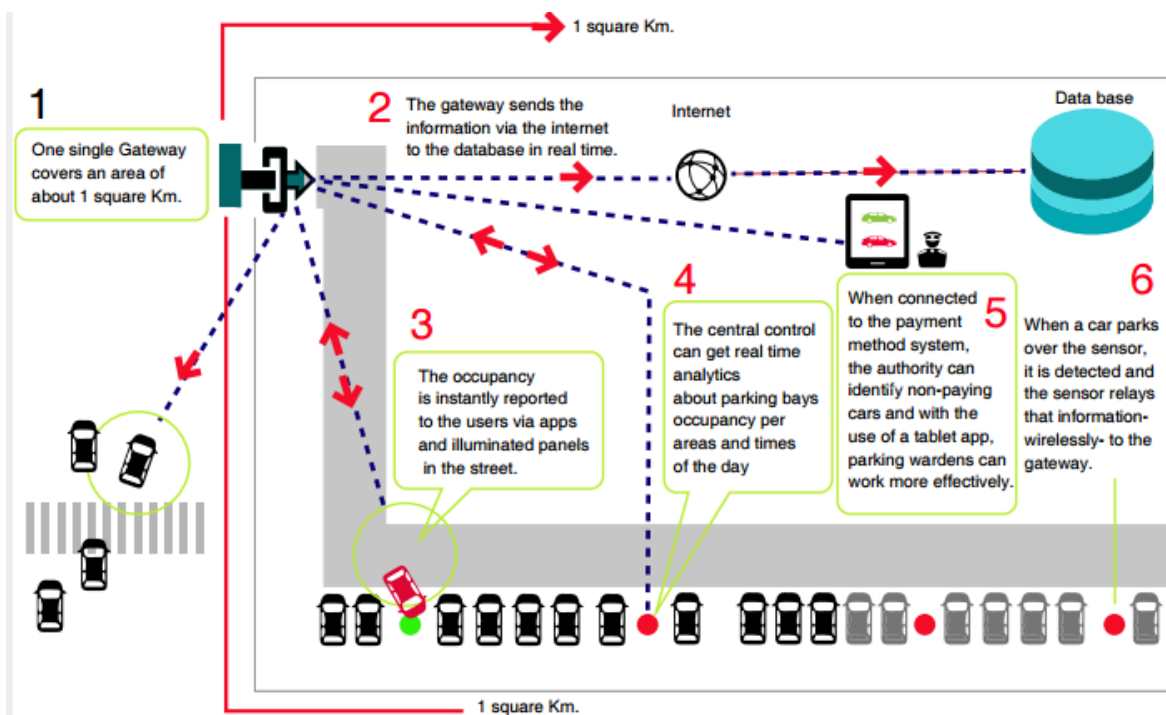 1 square Km.
1
One single Gateway
covers an area of
about 1 square Km.
2
The gateway sends the
information via the internet
to the database in real time.
Internet
Data base
3
The occupancy
is instantly reported
to the users via apps
and illuminated panels
in the street.
4
The central control
can get real time
analytics
about parking bays
occupancy per
areas and times
of the day
5
When connected
to the payment
method system,
the authority can
identify non-paying
cars and with the
use of a tablet app,
parking wardens can
work more effectively.
6
When a car parks
over the sensor,
it is detected and
the sensor relays
that information-
wirelessly- to the
gateway.
1 square Km.